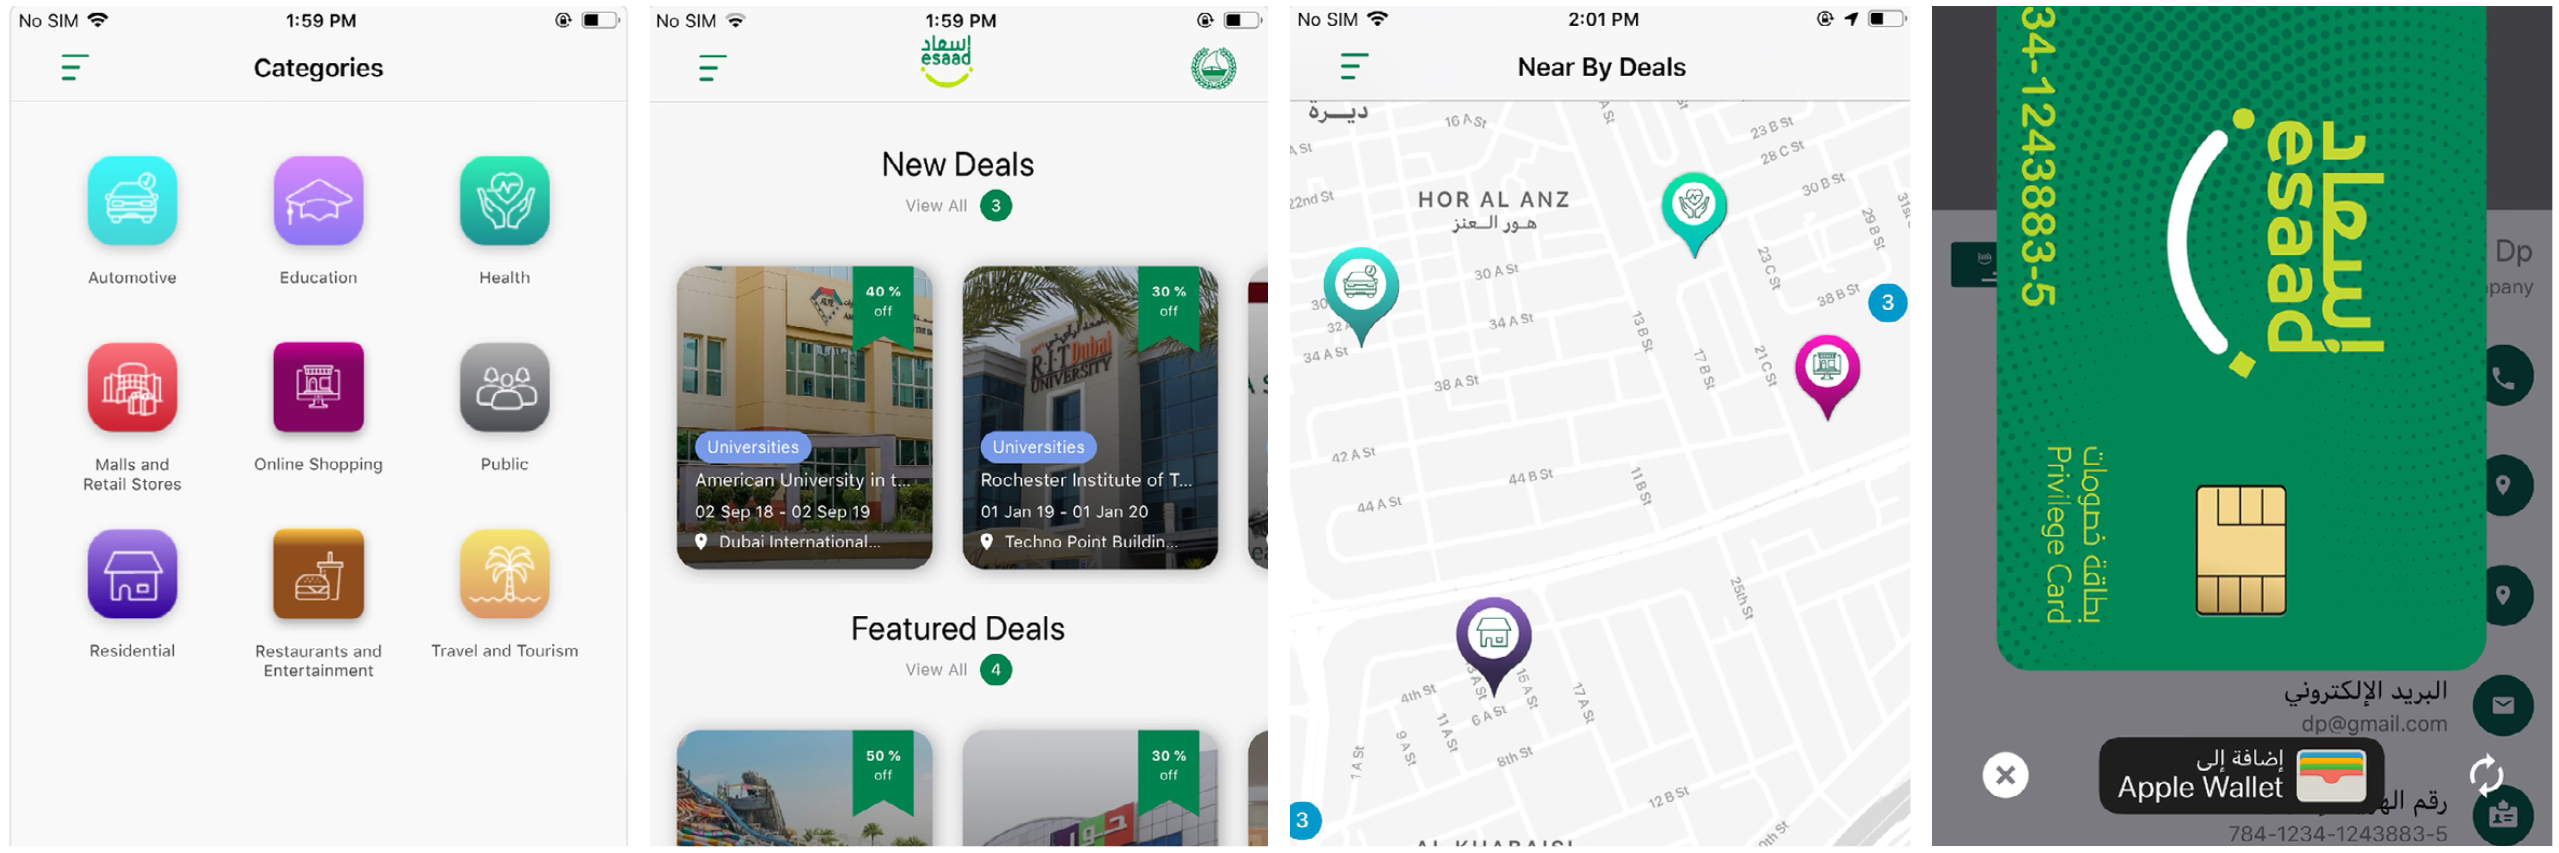 No SIM
1:59 PM
Categories
Automotive
Education
Health
Malls and
Retail Stores
Online Shopping
Public
Residential
Restaurants and
Entertainment
Travel and Tourism
No SIM
1:59 PM
إسعاد
esaad
New Deals
View All 3
40 %
off
Universities
American University in t...
02 Sep 18 - 02 Sep 19
Dubai International...
30 %
off
R·I·T Dubai
UNIVERSITY
Universities
Rochester Institute of T...
01 Jan 19 - 01 Jan 20
Techno Point Buildin...
Featured Deals
View All 4
50 %
off
30 %
off
No SIM
2:01 PM
Near By Deals
ديرة
16 A St
A St
23 B St
28 C St
30 B St
22nd St
HOR AL ANZ
هور العنز
29 B St
30 A St
23 C St
38 B St
3
34 A St
13 B St
34 A St
17 B St
21 C St
38 A St
42 A St
44 B St
11 B St
44 A St
25th St
4th St
15 A St
17 A St
6 A St
11 A St
9 A St
8th St
1 A St
12 B St
3
34-1243883-5
إسعاد
esaad
بطاقة خصومات
Privilege Card
Dp
pany
البريد الإلكتروني
dp@gmail.com
إضافة إلى
Apple Wallet
784-1234-1243883-5